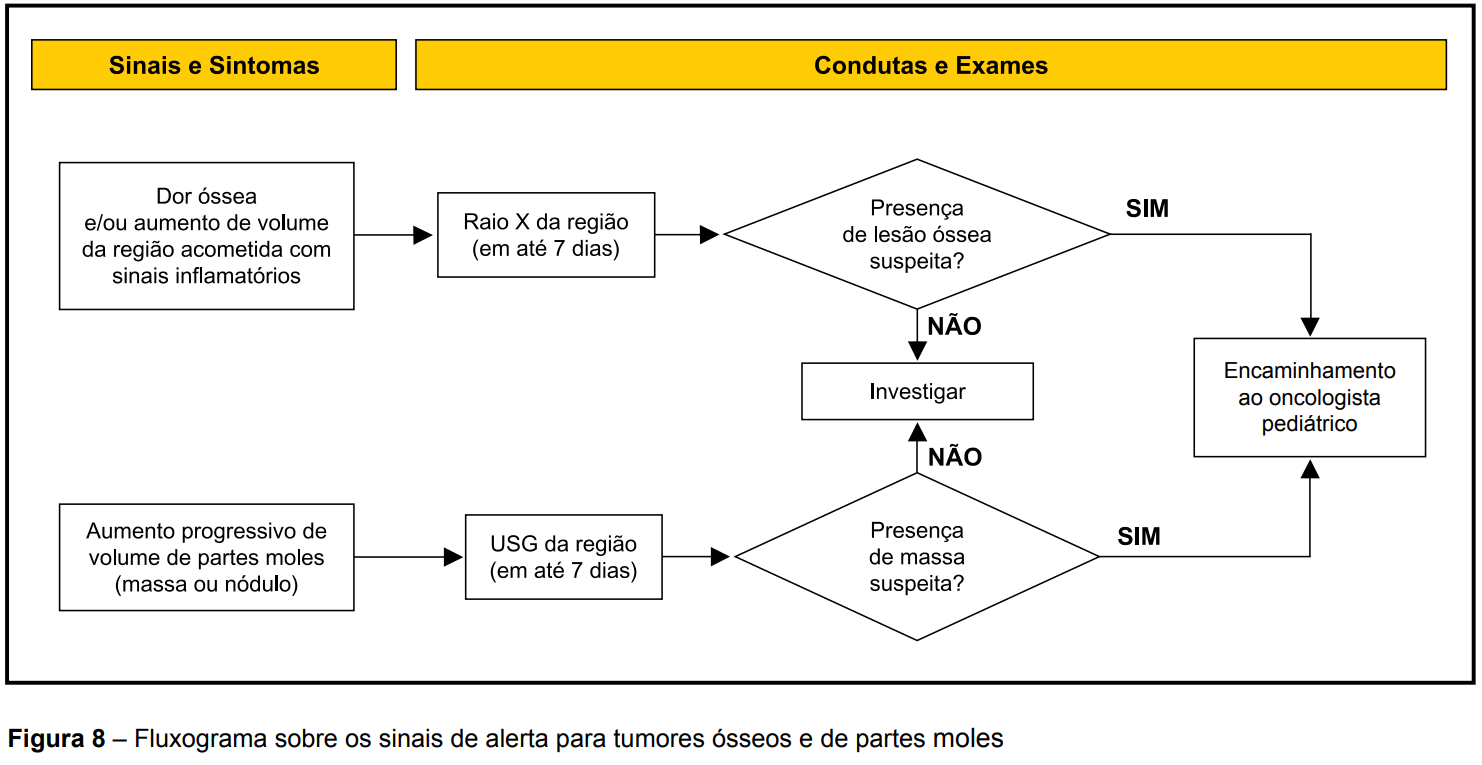 Sinais e Sintomas
Condutas e Exames
Dor óssea
e/ou aumento de volume
da região acometida com
sinais inflamatórios
Raio X da região
(em até 7 dias)
Presença
de lesão óssea
suspeita?
SIM
NÃO
Investigar
Encaminhamento
ao oncologista
pediátrico
NÃO
Aumento progressivo de
volume de partes moles
(massa ou nódulo)
USG da região
(em até 7 dias)
Presença
de massa
suspeita?
SIM
Figura 8 – Fluxograma sobre os sinais de alerta para tumores ósseos e de partes moles